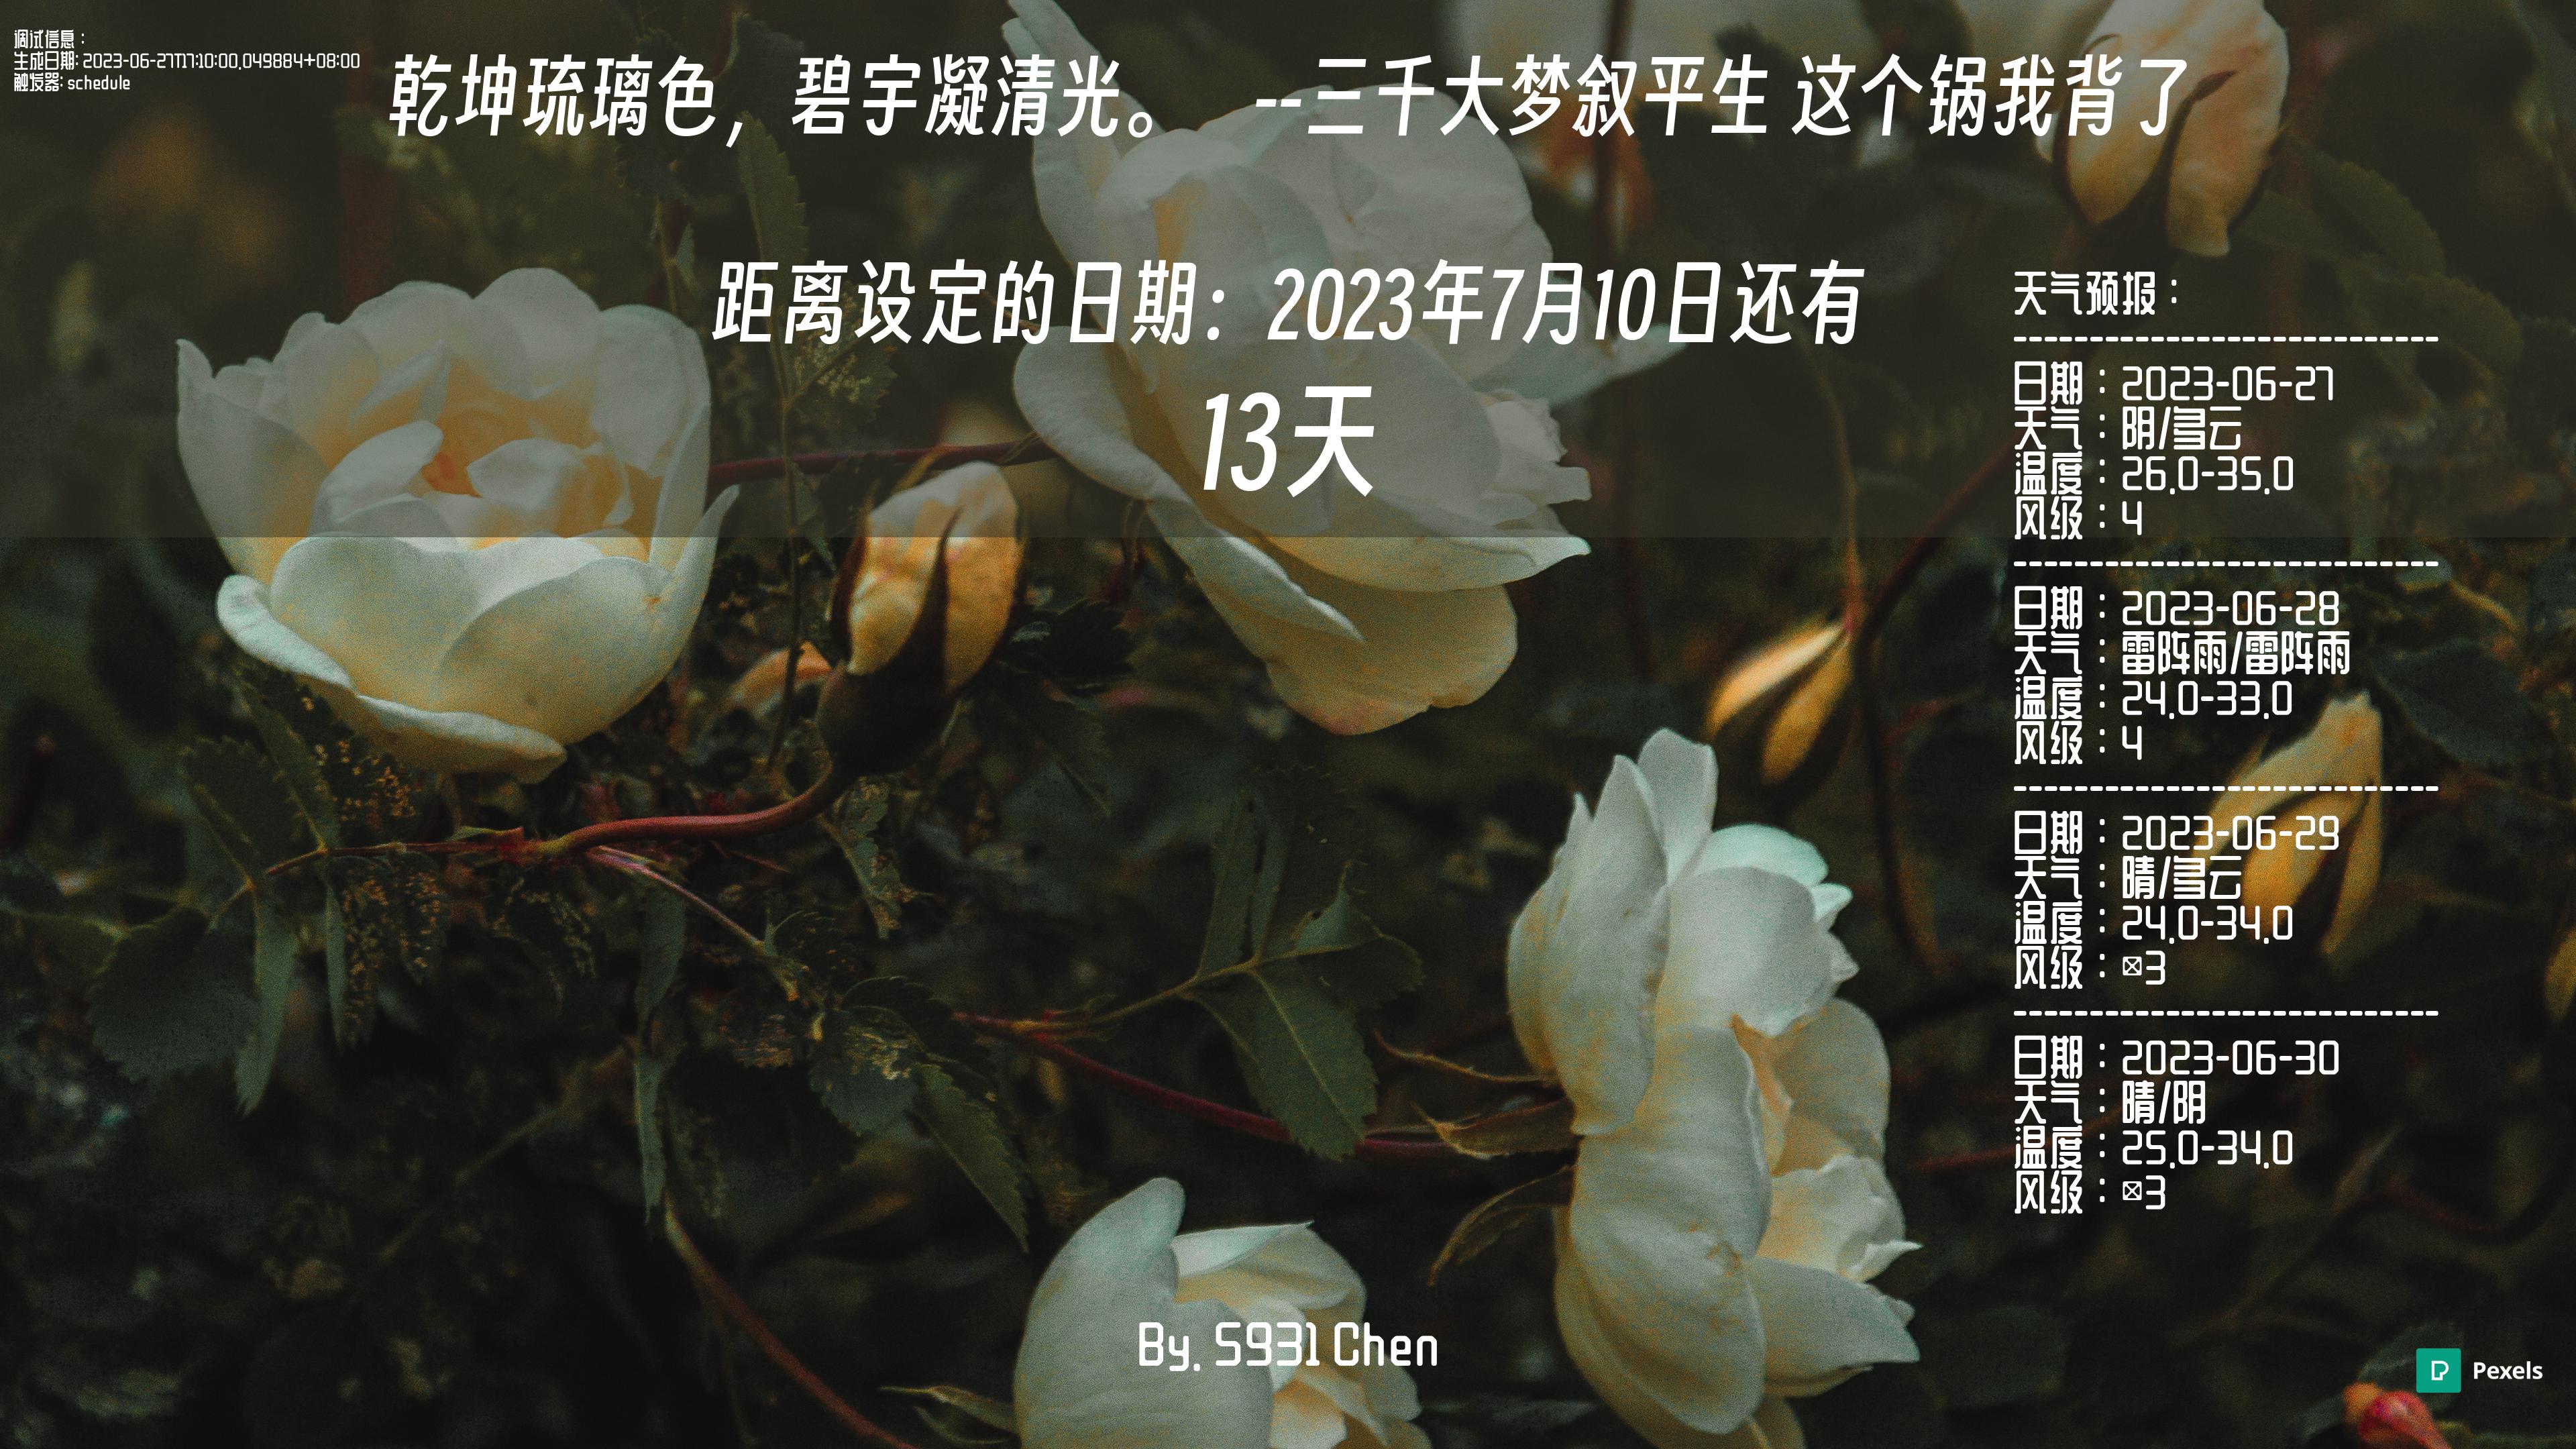 调试信息：
生成日期: 2023-06-27T17:10:00.049884+08:00
触发器: schedule
乾坤琉璃色，碧宇凝清光。 --三千大梦叙平生 这个锅我背了
距离设定的日期：2023年7月10日还有
13天
天气预报：
----------------------------
日期：2023-06-27
天气：阴/多云
温度：26.0-35.0
风级：4
----------------------------
日期：2023-06-28
天气：雷阵雨/雷阵雨
温度：24.0-33.0
风级：4
----------------------------
日期：2023-06-29
天气：晴/多云
温度：24.0-34.0
风级：3
----------------------------
日期：2023-06-30
天气：晴/阴
温度：25.0-34.0
风级：3
By. S931 Chen
Pexels